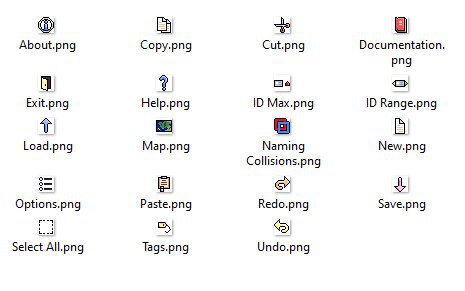 About.png
Copy.png
Cut.png
Documentation.
png
Exit.png
Help.png
ID Max.png
ID Range.png
Load.png
Map.png
Naming
Collisions.png
New.png
Options.png
Paste.png
Redo.png
Save.png
Select All.png
Tags.png
Undo.png